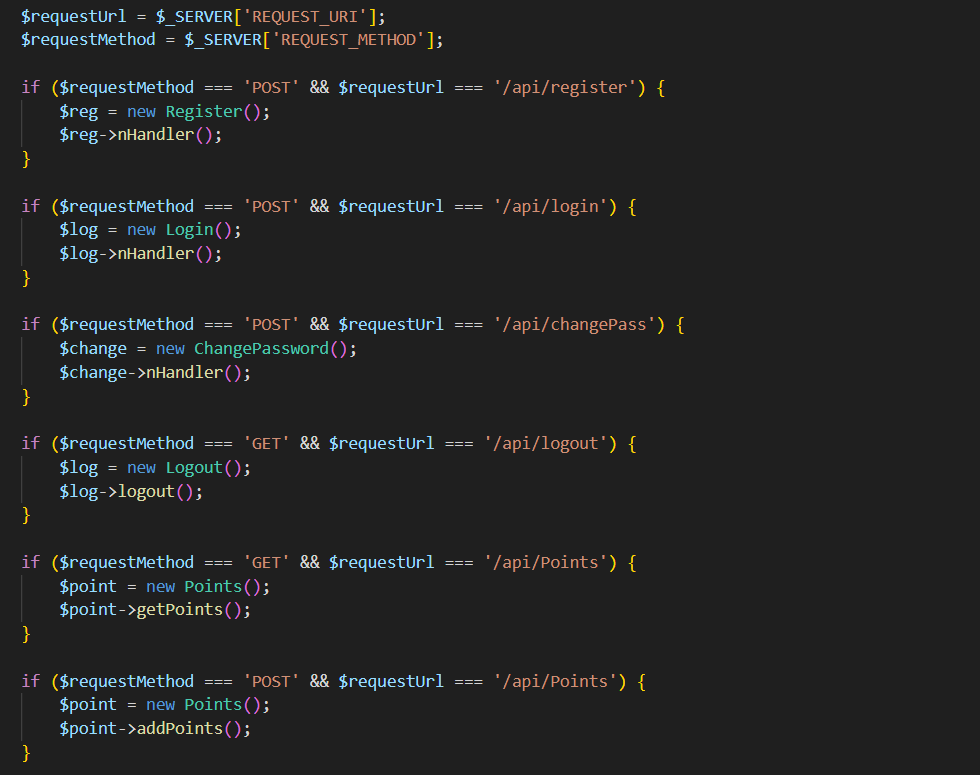 $requestUrl = $_SERVER['REQUEST_URI'];
$requestMethod = $_SERVER['REQUEST_METHOD'];
if ($requestMethod === 'POST' && $requestUrl === '/api/register') {
$reg = new Register();
$reg->nHandler();
}
if ($requestMethod === 'POST' && $requestUrl === '/api/login') {
$log = new Login();
$log->nHandler();
}
if ($requestMethod === 'POST' && $requestUrl === '/api/changePass') {
$change = new ChangePassword();
$change->nHandler();
}
if ($requestMethod === 'GET' && $requestUrl === '/api/logout') {
$log = new Logout();
$log->logout();
}
if ($requestMethod === 'GET' && $requestUrl === '/api/Points') {
$point = new Points();
$point->getPoints();
}
if ($requestMethod === 'POST' && $requestUrl === '/api/Points') {
$point = new Points();
$point->addPoints();
}